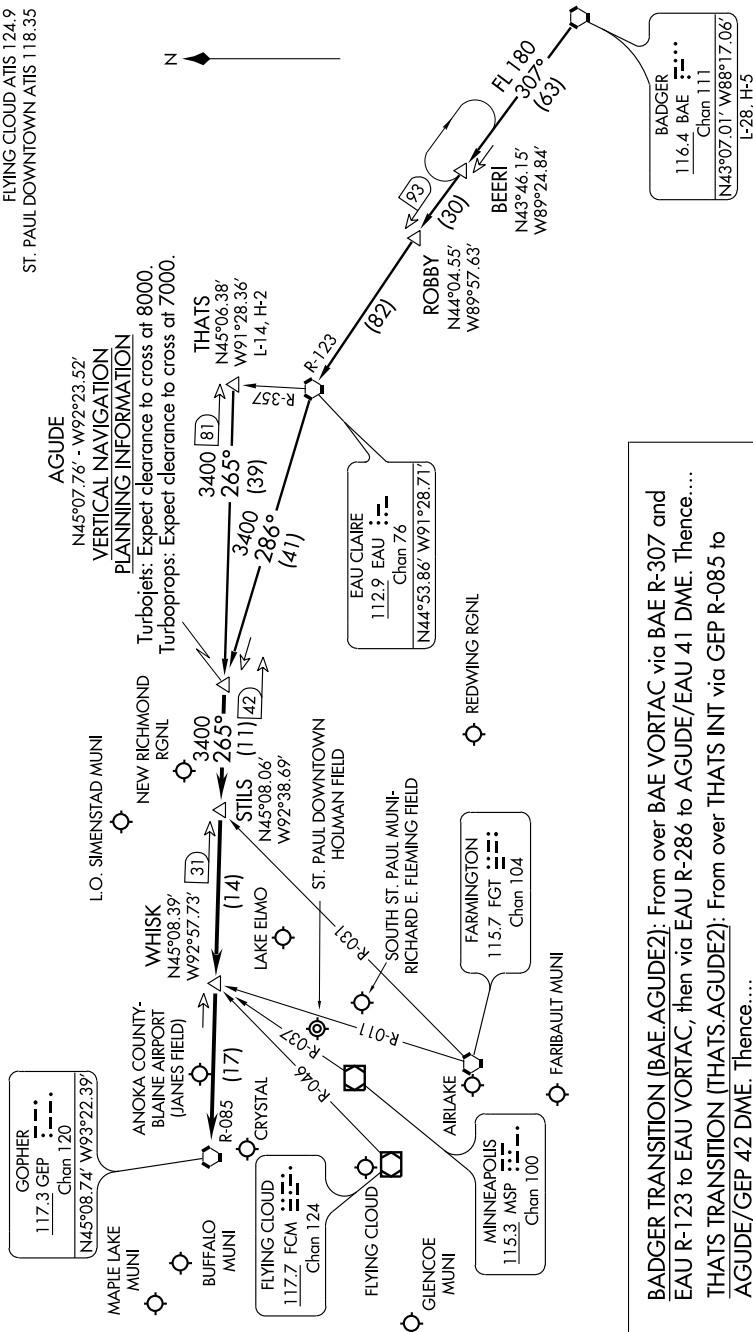 FLYING CLOUD ATIS 124.9
ST. PAUL DOWNTOWN ATIS 118.35
N
AGUDE
N45°07.76' - W92°23.52'
VERTICAL NAVIGATION
PLANNING INFORMATION
Turbojets: Expect clearance to cross at 8000.
Turboprops: Expect clearance to cross at 7000.
L.O. SIMENSTAD MUNI
NEW RICHMOND
RGNL
THATS
N45°06.38'
W91°28.36'
L-14, H-2
3400
81
265°
(39)
R-357
3400
286°
(41)
R-123
(82)
ROBBY
N44°04.55'
W89°57.63'
93
(30)
BEERI
N43°46.15'
W89°24.84'
FL 180
307°
(63)
BADGER
116.4 BAE
Chan 111
N43°07.01' W88°17.06'
L-28, H-5
EAU CLAIRE
112.9 EAU
Chan 76
N44°53.86' W91°28.71'
3400
265°
(11)
42
STILS
N45°08.06'
W92°38.69'
31
(14)
WHISK
N45°08.39'
W92°57.73'
LAKE ELMO
ST. PAUL DOWNTOWN
HOLMAN FIELD
SOUTH ST. PAUL MUNI-
RICHARD E. FLEMING FIELD
REDWING RGNL
R-031
R-011
R-037
R-046
ANOKA COUNTY-
BLAINE AIRPORT
(JANES FIELD)
(17)
R-085
CRYSTAL
GOPHER
117.3 GEP
Chan 120
N45°08.74' W93°22.39'
MAPLE LAKE
MUNI
BUFFALO
MUNI
FLYING CLOUD
117.7 FCM
Chan 124
FLYING CLOUD
GLENCOE
MUNI
MINNEAPOLIS
115.3 MSP
Chan 100
AIRLAKE
FARMINGTON
115.7 FGT
Chan 104
FARIBAULT MUNI
BADGER TRANSITION (BAE.AGUDE2): From over BAE VORTAC via BAE R-307 and
EAU R-123 to EAU VORTAC, then via EAU R-286 to AGUDE/EAU 41 DME. Thence....
THATS TRANSITION (THATS.AGUDE2): From over THATS INT via GEP R-085 to
AGUDE/GEP 42 DME. Thence....